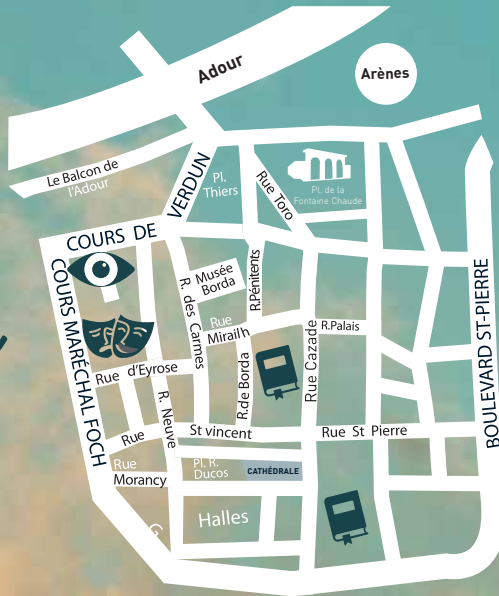 Adour
Arènes
Le Balcon de
l'Adour
VERDUN
Pl.
Thiers
Rue Toro
Pl. de la
Fontaine Chaude
COURS DE
COURS MARÉCHAL FOCH
Musée
Borda
R.Pénitents
R. des Carmes
Rue
Mirailh
R.Palais
Rue Cazade
BOULEVARD ST-PIERRE
Rue d'Eyrose
R.de Borda
R. Neuve
Rue
St vincent
Rue St Pierre
Rue
Morancy
Pl. R.
Ducos
CATHÉDRALE
Halles
G